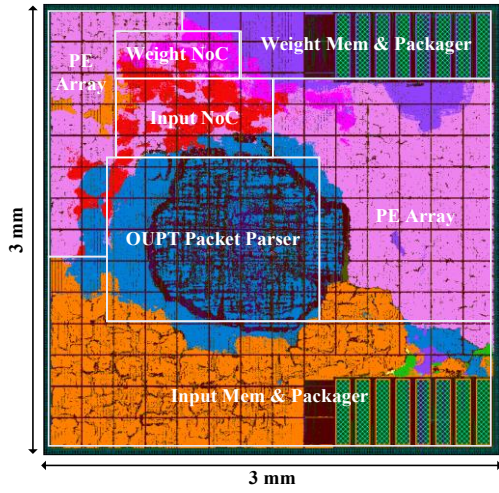 Weight NoC
Weight Mem & Packager
PE
Array
Input NoC
PE Array
OUPT Packet Parser
Input Mem & Packager
3 mm
3 mm